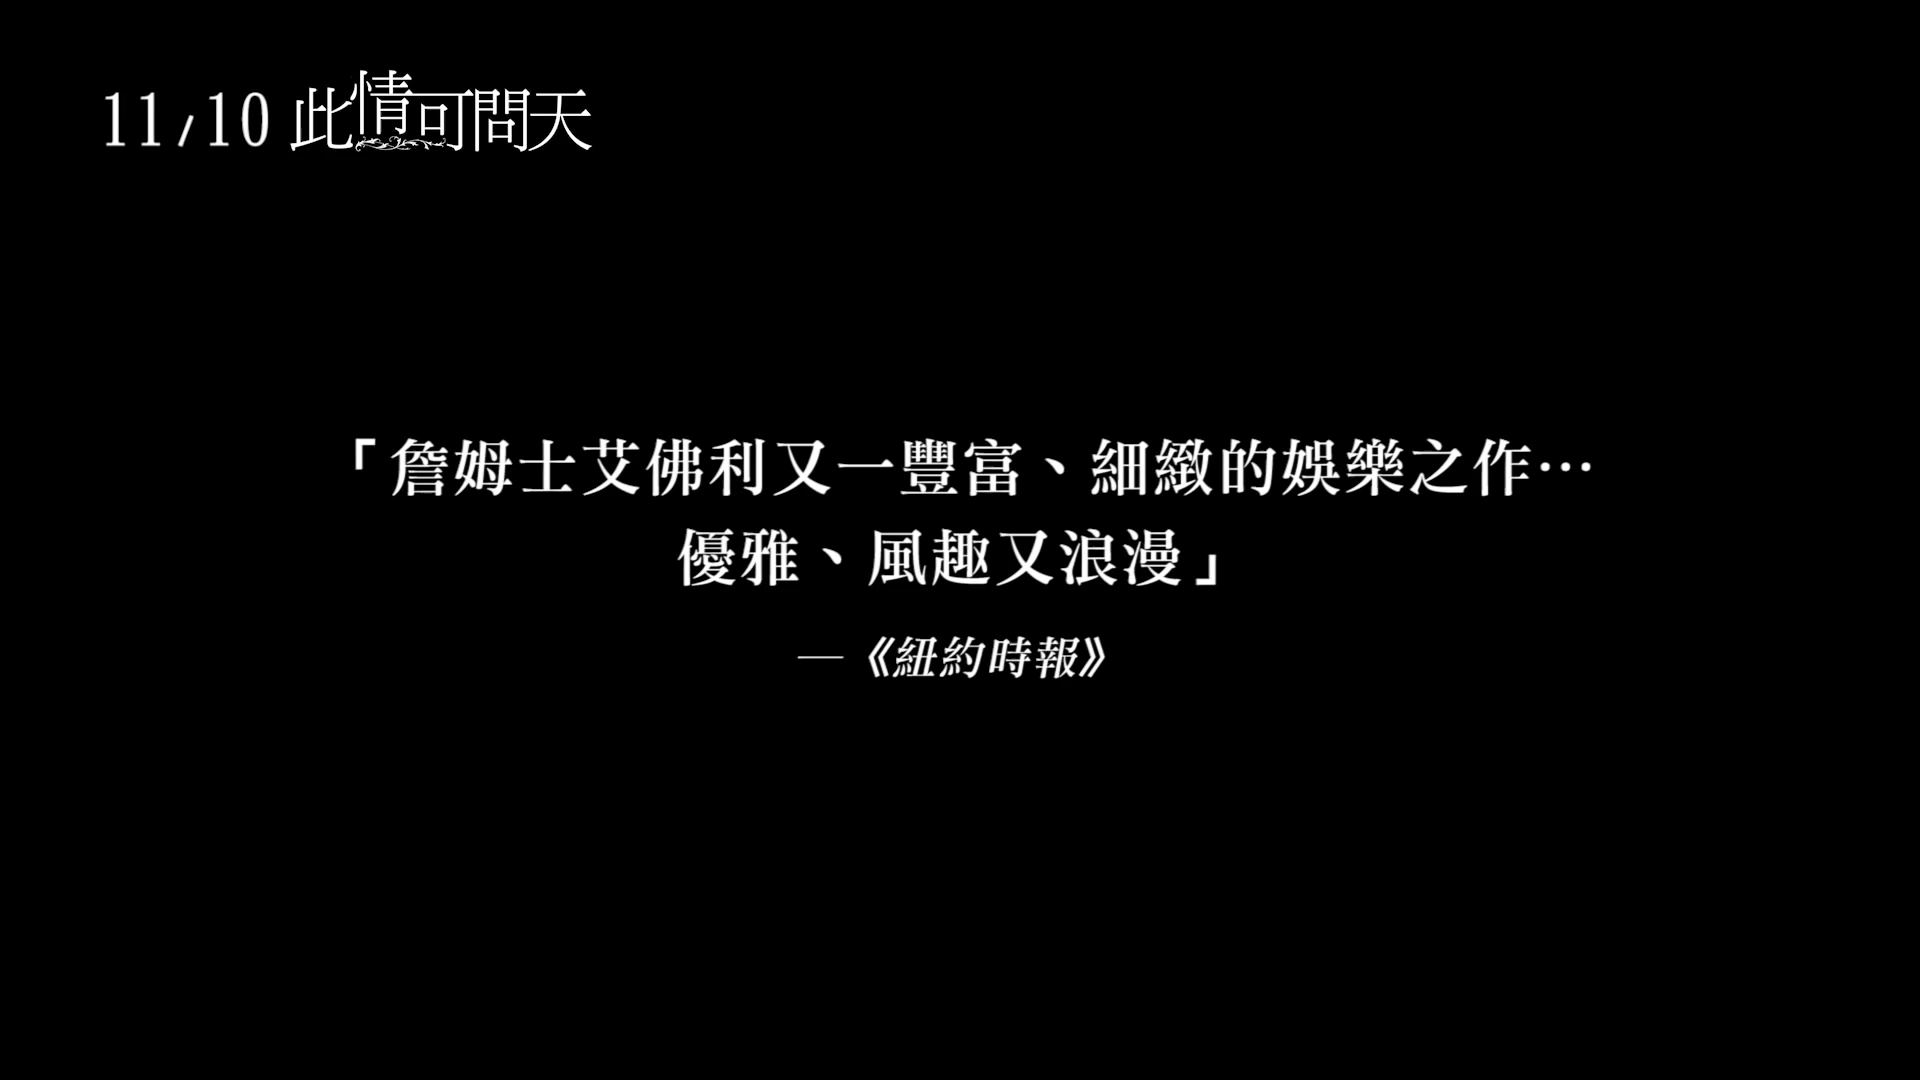 11/10 此情可問天
「詹姆士艾佛利又一豐富、細緻的娛樂之作…
優雅、風趣又浪漫」
—《紐約時報》